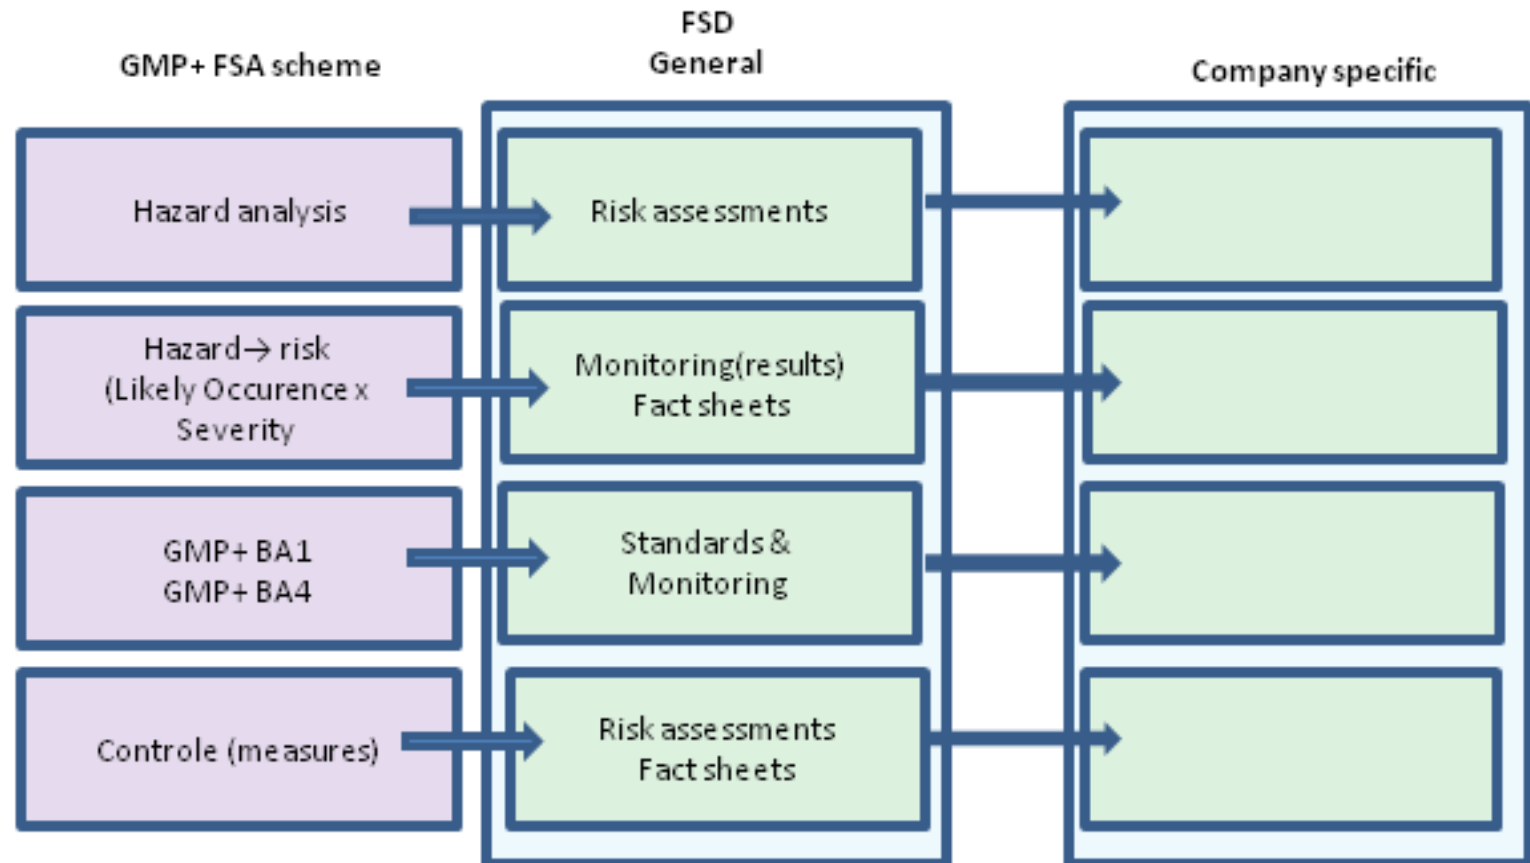 GMP+ FSA scheme
FSD
General
Company specific
Hazard analysis
Risk assessments
Hazard→ risk
(Likely Occurence x
Severity
Monitoring(results)
Fact sheets
GMP+ BA1
GMP+ BA4
Standards &
Monitoring
Controle (measures)
Risk assessments
Fact sheets